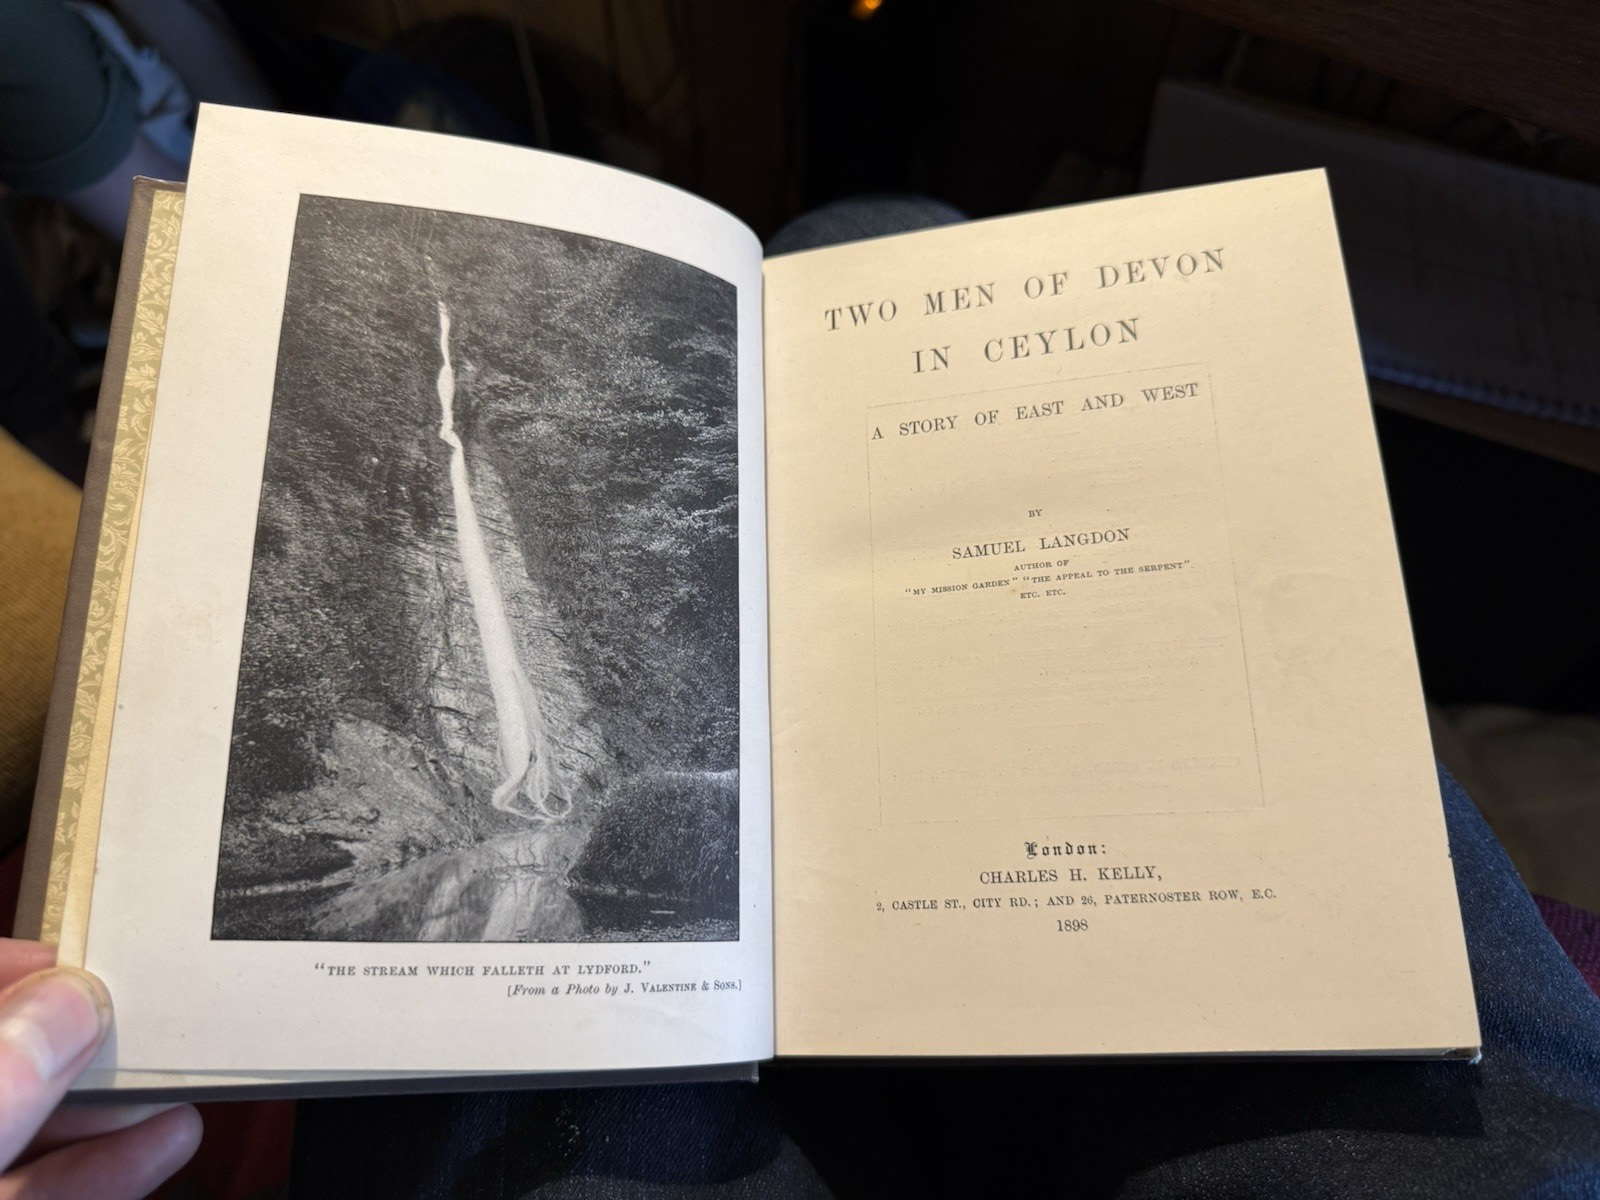 "THE STREAM WHICH FALLETH AT LYDFORD."
[From a Photo by J. VALENTINE & SONS.]
TWO MEN OF DEVON
IN CEYLON
A STORY OF EAST AND WEST
BY
SAMUEL LANGDON
AUTHOR OF
"MY MISSION GARDEN" "THE APPEAL TO THE SERPENT"
ETC. ETC.
London:
CHARLES H. KELLY,
2, CASTLE ST., CITY RD.; AND 26, PATERNOSTER ROW, E.C.
1898